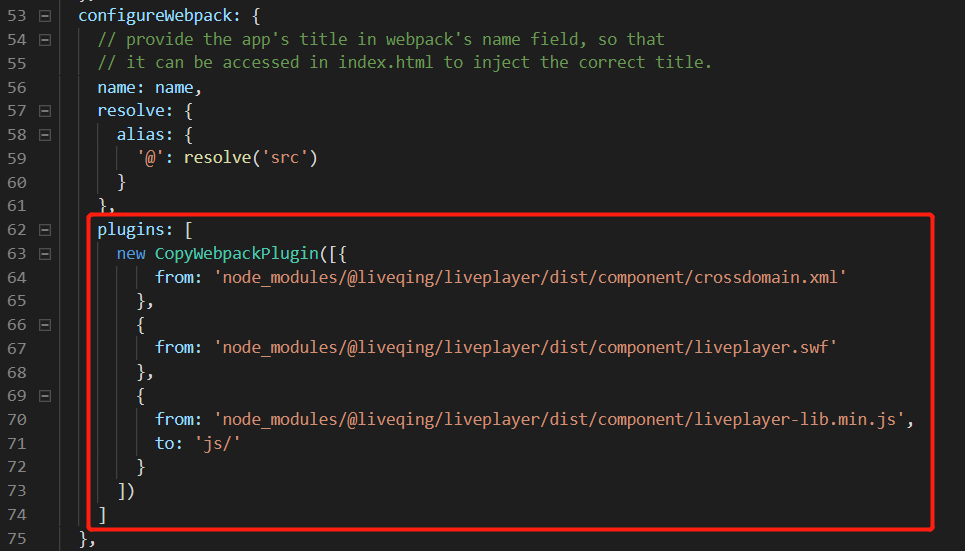 53 configureWebpack: {
54 // provide the app's title in webpack's name field, so that
55 // it can be accessed in index.html to inject the correct title.
56 name: name,
57 resolve: {
58 alias: {
59 '@': resolve('src')
60 }
61 },
62 plugins: [
63 new CopyWebpackPlugin([{
64 from: 'node_modules/@liveqing/liveplayer/dist/component/crossdomain.xml'
65 },
66 {
67 from: 'node_modules/@liveqing/liveplayer/dist/component/liveplayer.swf'
68 },
69 {
70 from: 'node_modules/@liveqing/liveplayer/dist/component/liveplayer-lib.min.js',
71 to: 'js/'
72 }
73 ])
74 ]
75 },